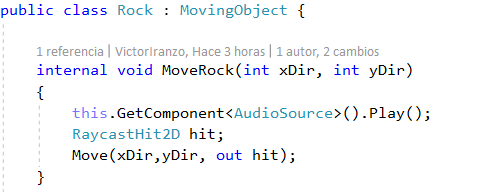 public class Rock : MovingObject {
1 referencia | VictorIranzo, Hace 3 horas | 1 autor, 2 cambios
internal void MoveRock(int xDir, int yDir)
{
this.GetComponent<AudioSource>().Play();
RaycastHit2D hit;
Move(xDir,yDir, out hit);
}